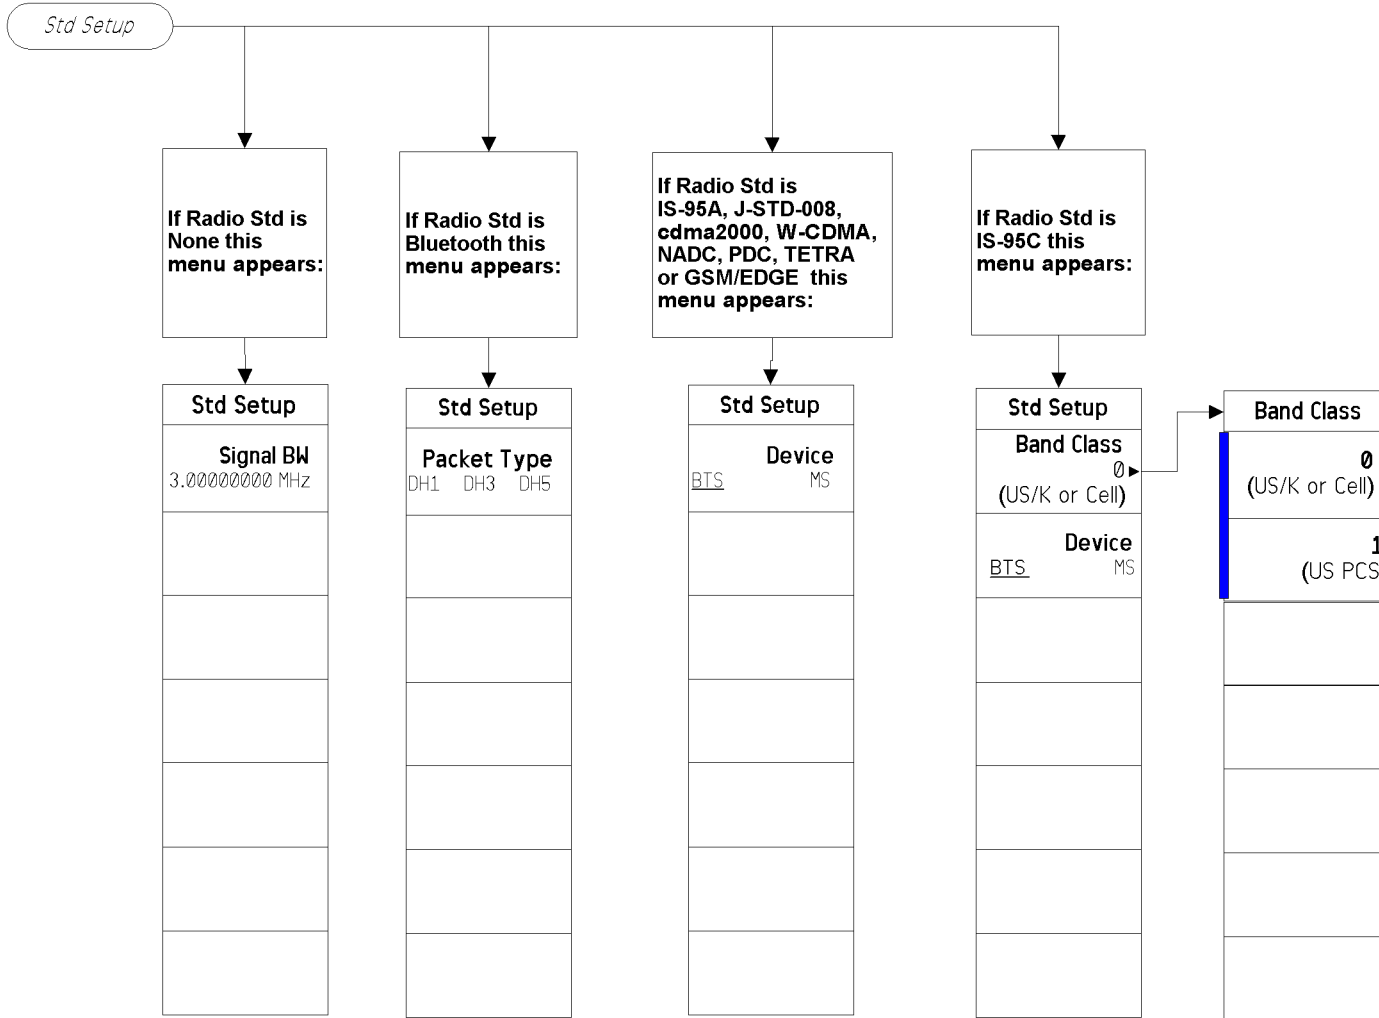 Std Setup
If Radio Std is
None this
menu appears:
If Radio Std is
Bluetooth this
menu appears:
If Radio Std is
IS-95A, J-STD-008,
cdma2000, W-CDMA,
NADC, PDC, TETRA
or GSM/EDGE this
menu appears:
If Radio Std is
IS-95C this
menu appears:
Std Setup
Signal BW
3.00000000 MHz
Std Setup
Packet Type
DH1 DH3 DH5
Std Setup
Device
BTS MS
Std Setup
Band Class
0
(US/K or Cell)
Device
BTS MS
Band Class
0
(US/K or Cell)
1
(US PCS